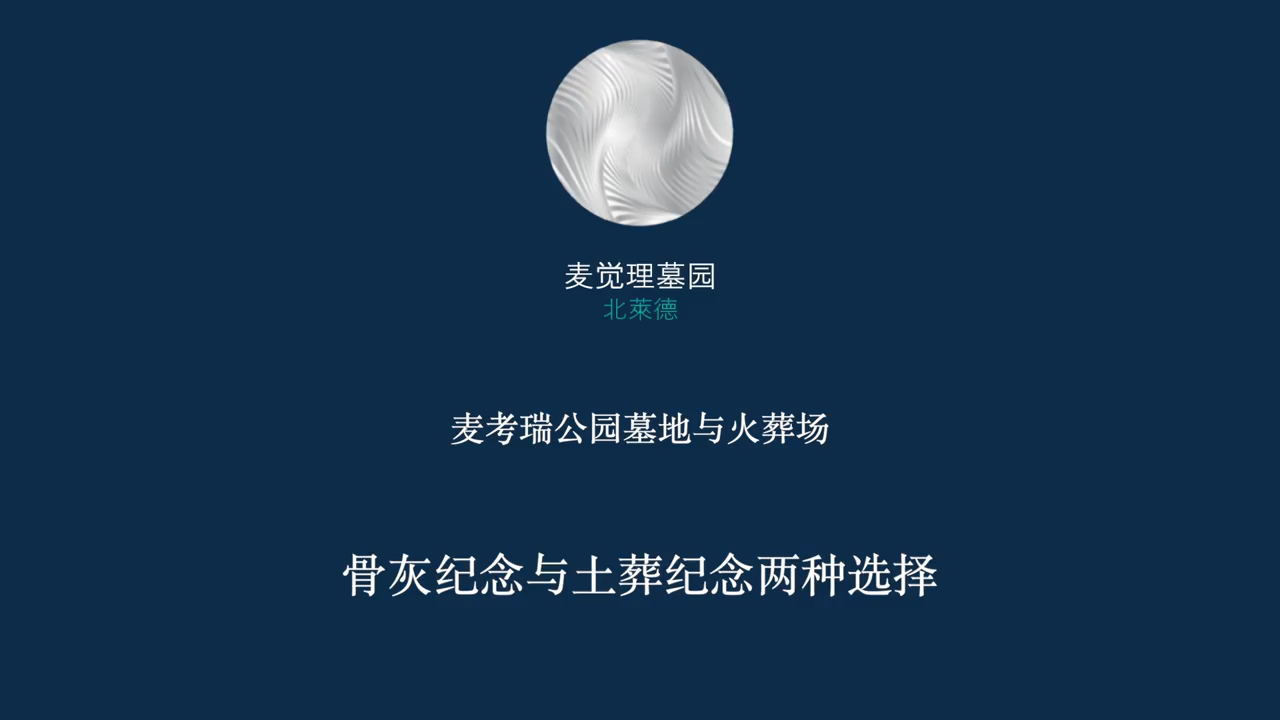 麦觉理墓园
北萊德
麦考瑞公园墓地与火葬场
骨灰纪念与土葬纪念两种选择